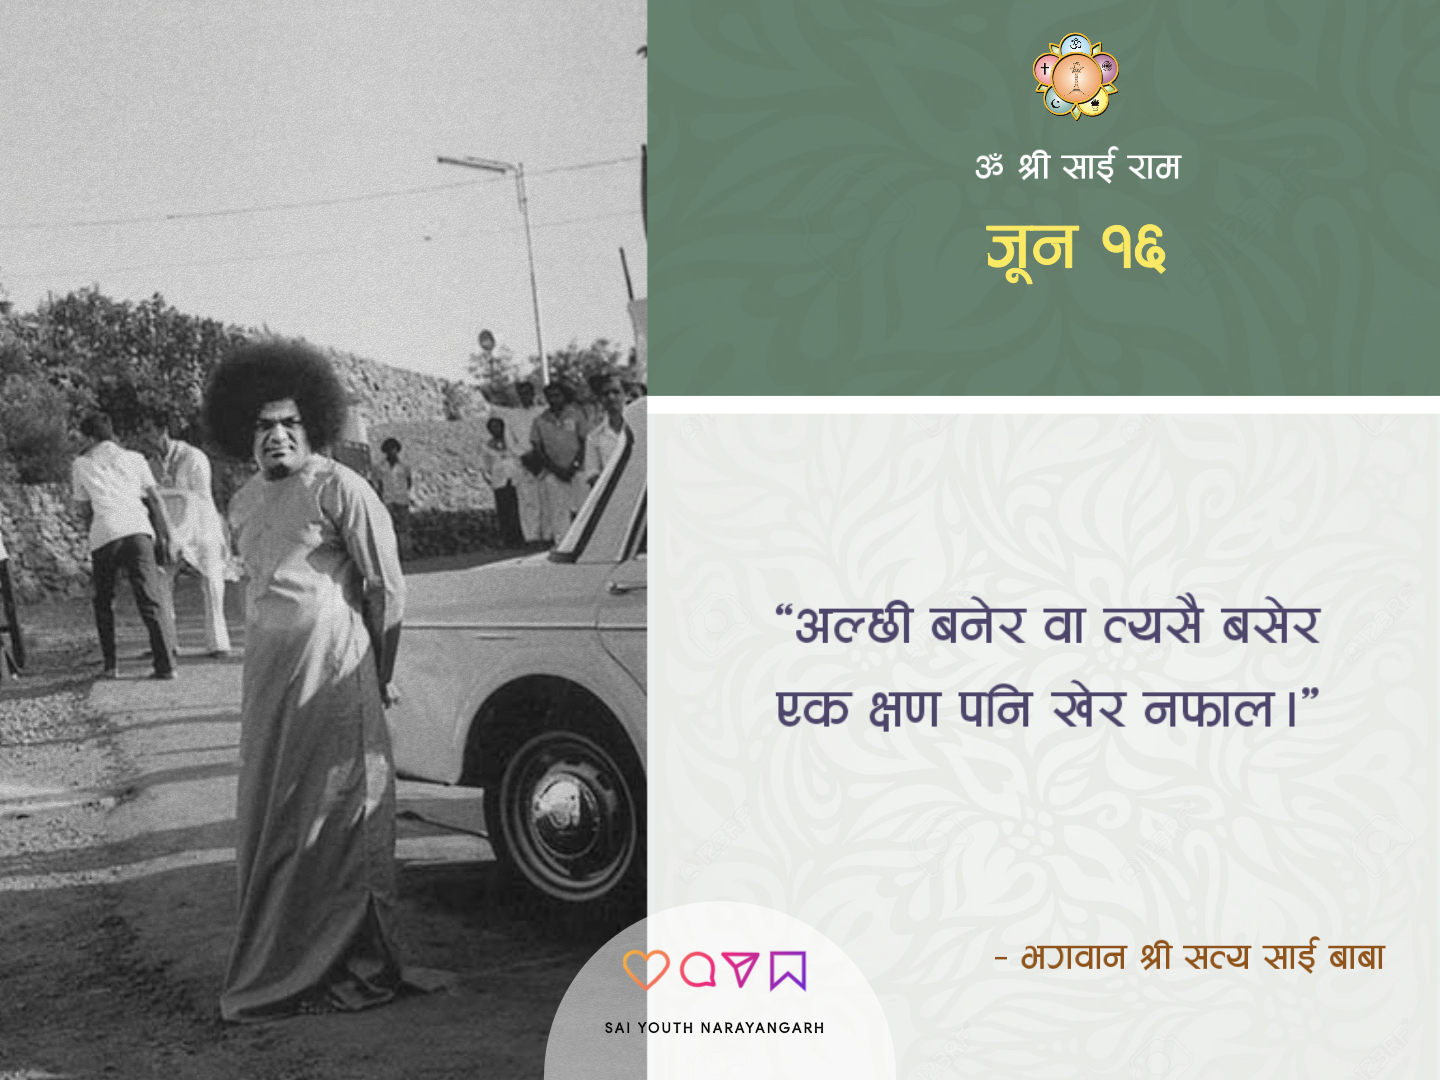 ॐ श्री साई राम
जून १६
“अल्छी बनेर वा त्यसै बसेर
एक क्षण पनि खेर नफाल।”
- भगवान श्री सत्य साई बाबा
SAI YOUTH NARAYANGARH